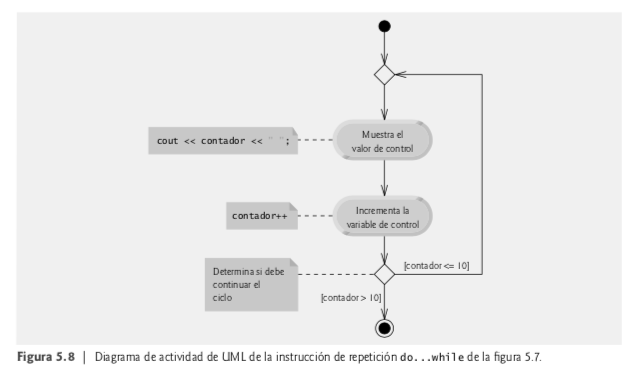 cout << contador << " ";
Muestra el
valor de control
contador++
Incrementa la
variable de control
Determina si debe
continuar el
ciclo
[contador <= 10]
[contador > 10]
Figura 5.8 | Diagrama de actividad de UML de la instrucción de repetición do...while de la figura 5.7.